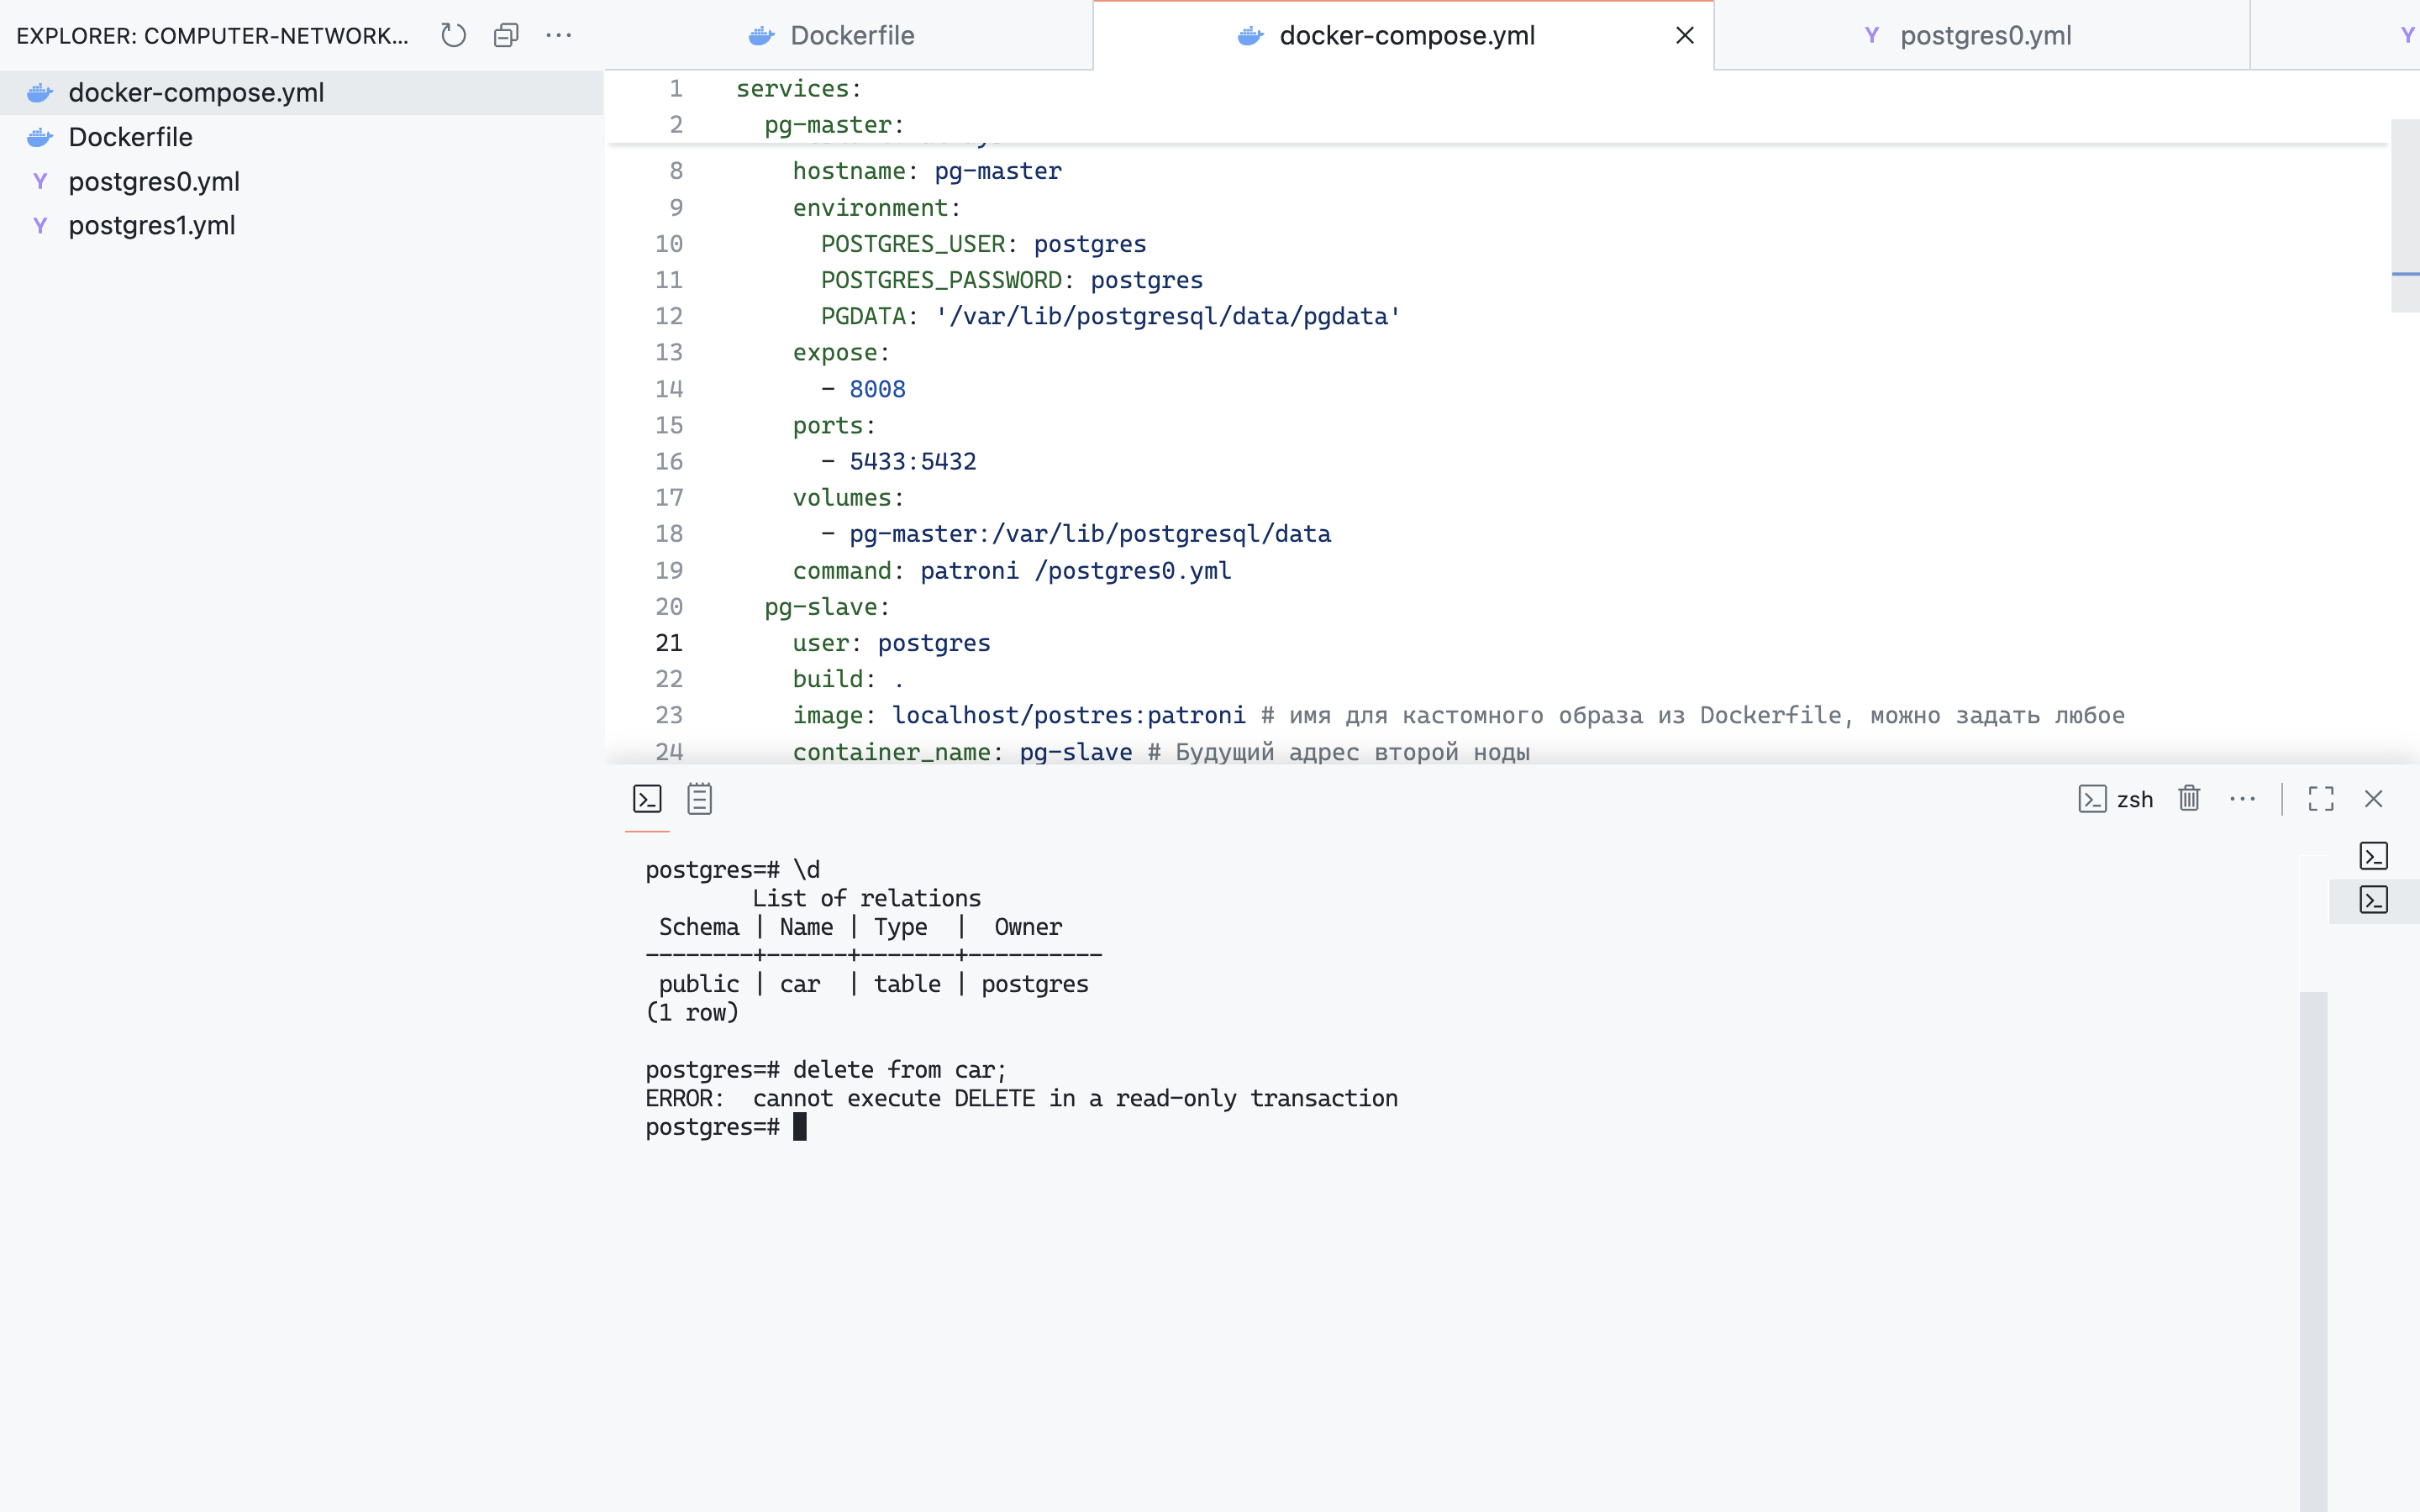 EXPLORER: COMPUTER-NETWORK...
docker-compose.yml
Dockerfile
postgres0.yml
postgres1.yml
Dockerfile
docker-compose.yml
postgres0.yml
1 services:
2 pg-master:
8 hostname: pg-master
9 environment:
10 POSTGRES_USER: postgres
11 POSTGRES_PASSWORD: postgres
12 PGDATA: '/var/lib/postgresql/data/pgdata'
13 expose:
14 - 8008
15 ports:
16 - 5433:5432
17 volumes:
18 - pg-master:/var/lib/postgresql/data
19 command: patroni /postgres0.yml
20 pg-slave:
21 user: postgres
22 build: .
23 image: localhost/postres:patroni # имя для кастомного образа из Dockerfile, можно задать любое
24 container_name: pg-slave # Будущий адрес второй ноды
zsh
postgres=# \d
List of relations
Schema | Name | Type | Owner
--------+------+-------+----------
public | car | table | postgres
(1 row)
postgres=# delete from car;
ERROR: cannot execute DELETE in a read-only transaction
postgres=#